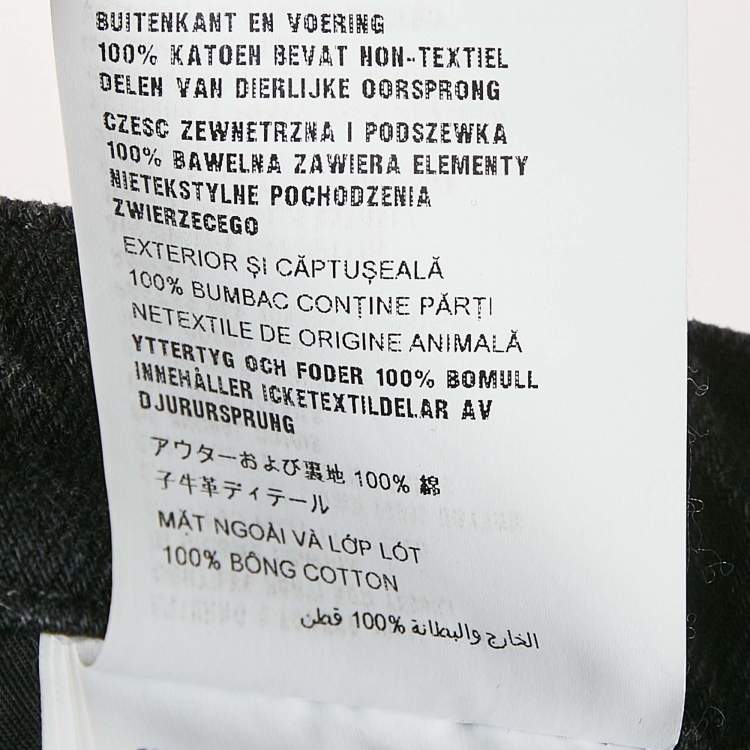 BUITENKANT EN VOERING
100% KATOEN BEVAT NON-TEXTIEL
DELEN VAN DIERLIJKE OORSPRONG
CZESC ZEWNETRZNA I PODSZEWKA
100% BAWELNA ZAWIERA ELEMENTY
NIETEKSTYLNE POCHODZENIA
ZWIERZECEGO
EXTERIOR ȘI CĂPTUȘEALĂ
100% BUMBAC CONȚINE PĂRȚI
NETEXTILE DE ORIGINE ANIMALĂ
YTTERTYG OCH FODER 100% BOMULL
INNEHÅLLER ICKETEXTILDELAR AV
DJURURSPRUNG
アウターおよび裏地 100% 綿
子牛革ディテール
MẶT NGOÀI VÀ LỚP LÓT
100% BÔNG COTTON
الخارج والبطانة %100 قطن